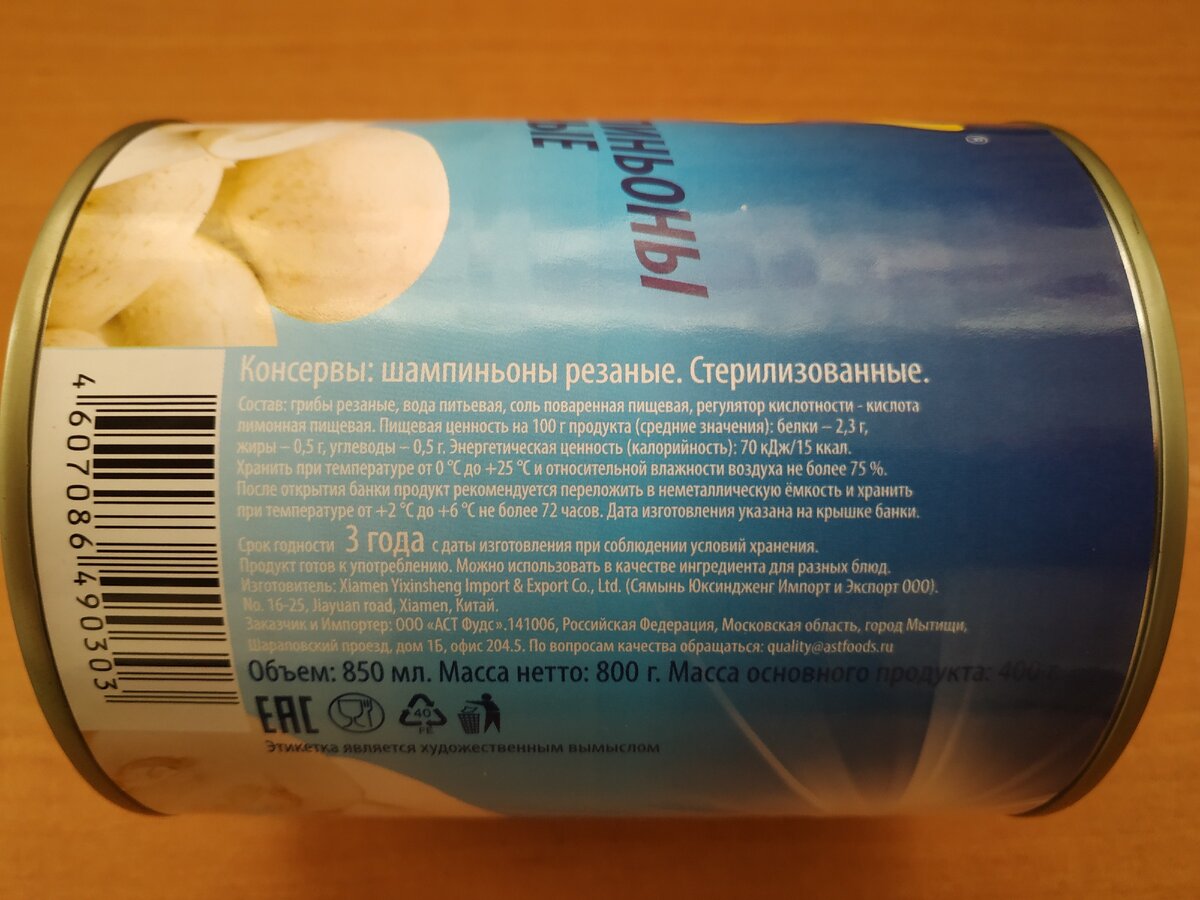 ИНЬОНЫ
ЫЕ
®
Консервы: шампиньоны резаные. Стерилизованные.
Состав: грибы резаные, вода питьевая, соль поваренная пищевая, регулятор кислотности - кислота
лимонная пищевая. Пищевая ценность на 100 г продукта (средние значения): белки – 2,3 г,
жиры – 0,5 г, углеводы – 0,5 г. Энергетическая ценность (калорийность): 70 кДж/15 ккал.
Хранить при температуре от 0 °C до +25 °C и относительной влажности воздуха не более 75 %.
После открытия банки продукт рекомендуется переложить в неметаллическую ёмкость и хранить
при температуре от +2 °C до +6 °C не более 72 часов. Дата изготовления указана на крышке банки.
Срок годности 3 года с даты изготовления при соблюдении условий хранения.
Продукт готов к употреблению. Можно использовать в качестве ингредиента для разных блюд.
Изготовитель: Xiamen Yixinsheng Import & Export Co., Ltd. (Сямынь Юксиндженг Импорт и Экспорт ООО).
No. 16-25, Jiayuan road, Xiamen, Китай.
Заказчик и Импортер: ООО «АСТ Фудс».141006, Российская Федерация, Московская область, город Мытищи,
Шараповский проезд, дом 1Б, офис 204.5. По вопросам качества обращаться: quality@astfoods.ru
Объем: 850 мл. Масса нетто: 800 г. Масса основного продукта: 400 г.
EAC
40
FE
Этикетка является художественным вымыслом
4607086490303